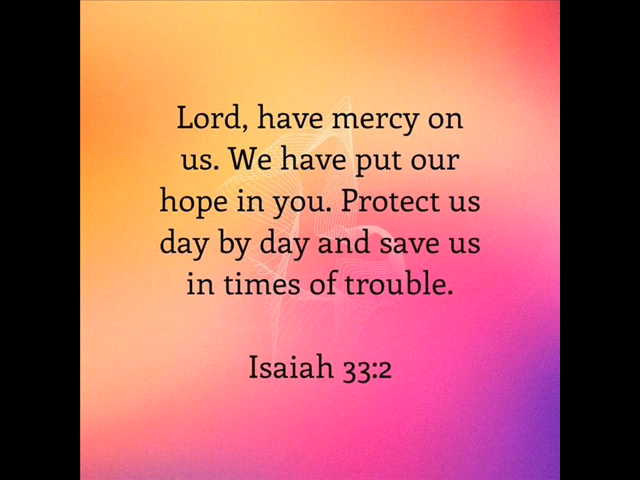 Lord, have mercy on
us. We have put our
hope in you. Protect us
day by day and save us
in times of trouble.
Isaiah 33:2